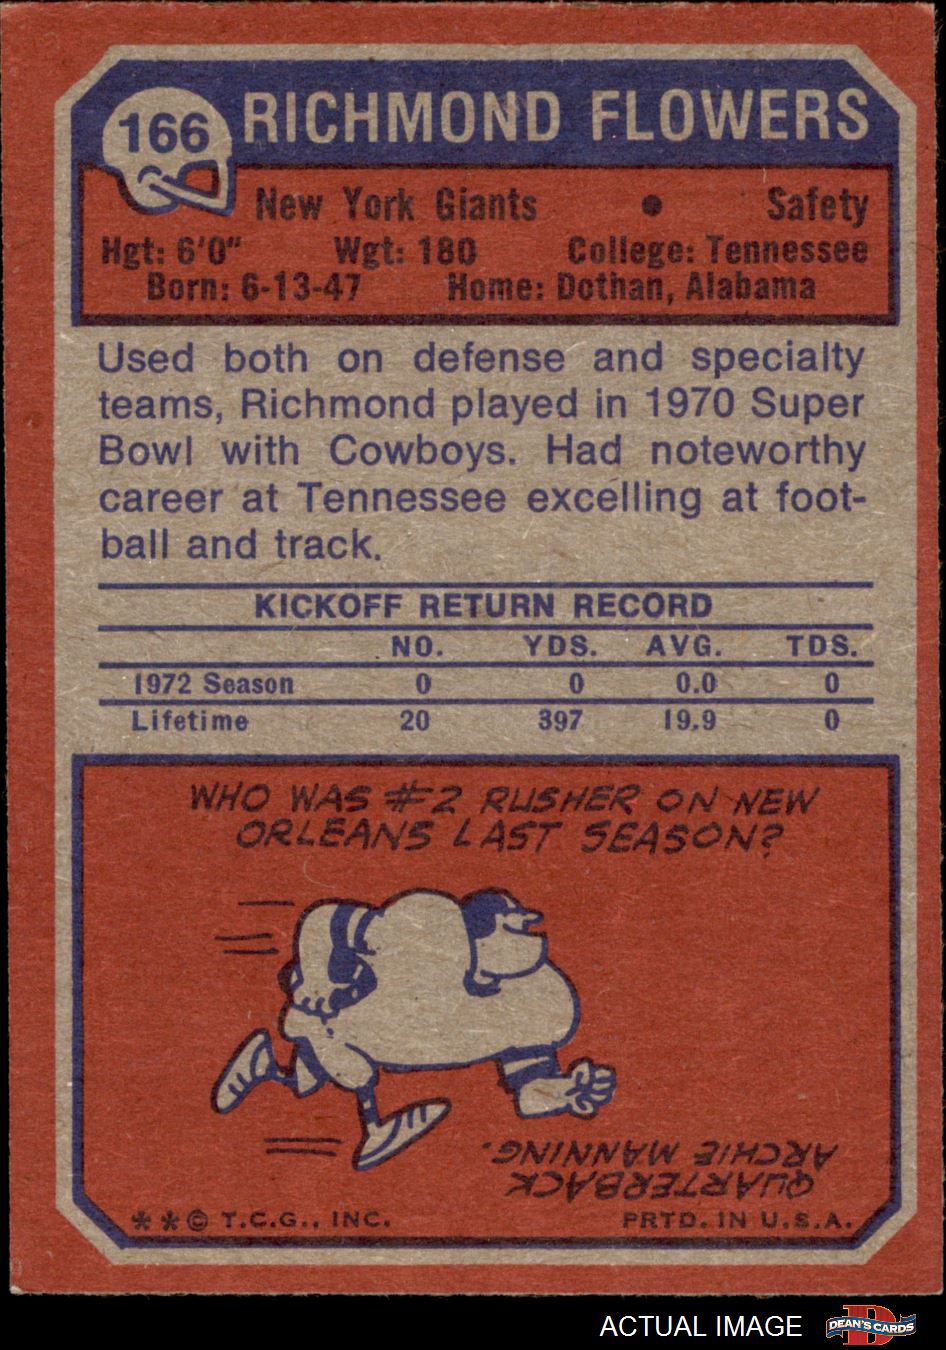 166
RICHMOND FLOWERS
New York Giants • Safety
Hgt: 6'0" Wgt: 180 College: Tennessee
Born: 6-13-47 Home: Dothan, Alabama
Used both on defense and specialty
teams, Richmond played in 1970 Super
Bowl with Cowboys. Had noteworthy
career at Tennessee excelling at foot-
ball and track.
KICKOFF RETURN RECORD
NO. YDS. AVG. TDS.
1972 Season 0 0 0.0 0
Lifetime 20 397 19.9 0
WHO WAS #2 RUSHER ON NEW
ORLEANS LAST SEASON?
QUARTERBACK
ARCHIE MANNING.
**© T.C.G., INC. PRTD. IN U.S.A.
ACTUAL IMAGE
D
DEAN'S CARDS